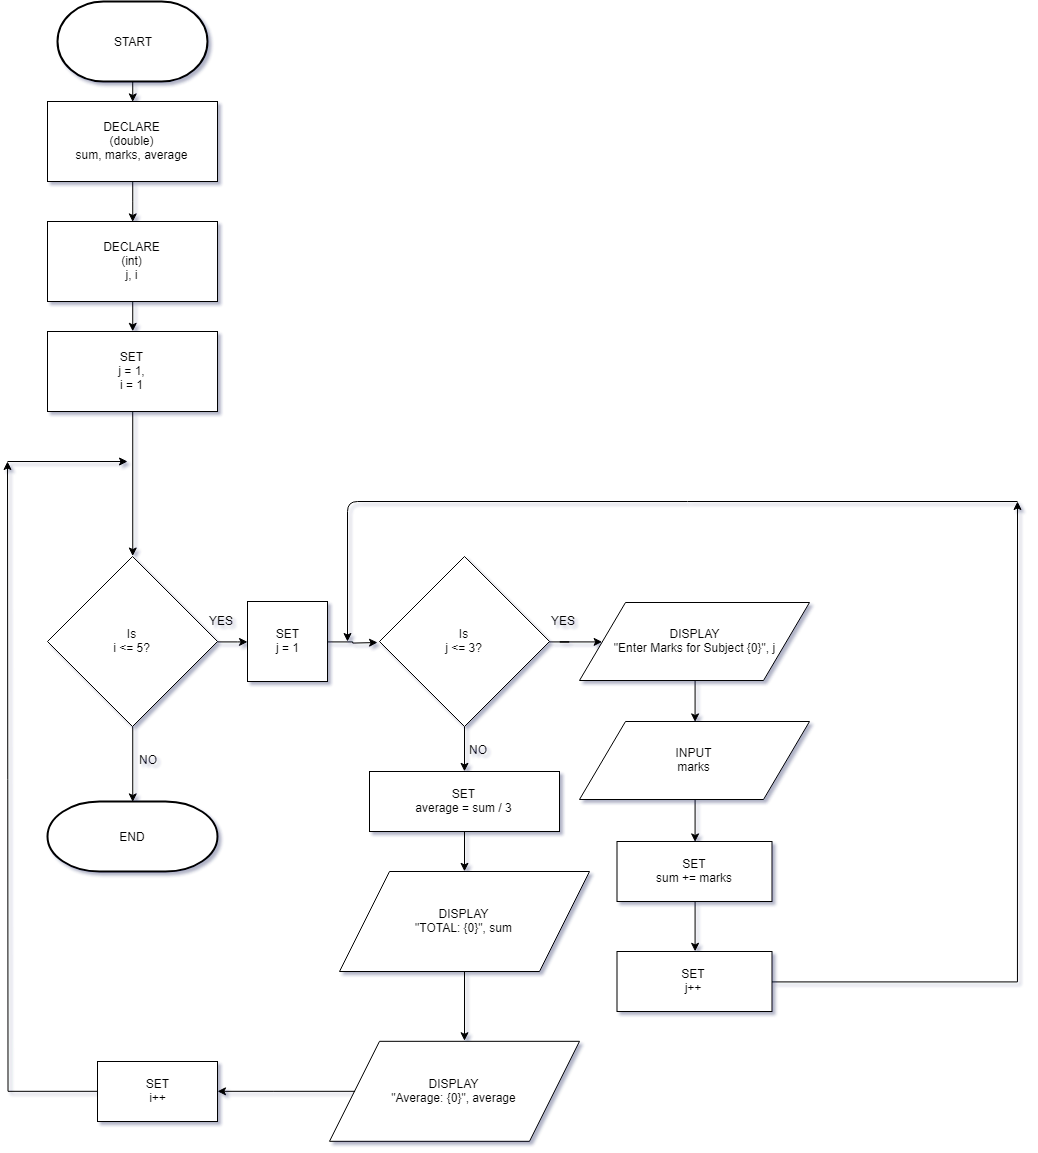 START
DECLARE
(double)
sum, marks, average
DECLARE
(int)
j, i
SET
j = 1,
i = 1
Is
i <= 5?
YES
SET
j = 1
Is
j <= 3?
YES
DISPLAY
"Enter Marks for Subject {0}", j
INPUT
marks
SET
sum += marks
SET
j++
NO
SET
average = sum / 3
DISPLAY
"TOTAL: {0}", sum
DISPLAY
"Average: {0}", average
SET
i++
NO
END